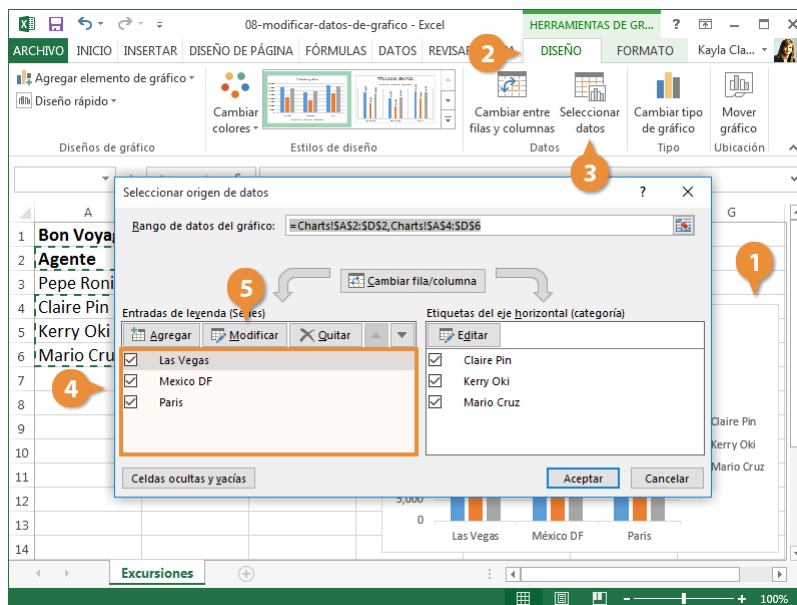 08-modificar-datos-de-grafico - Excel
HERRAMIENTAS DE GR...
?
ARCHIVO INICIO INSERTAR DISEÑO DE PÁGINA FÓRMULAS DATOS 2 DISEÑO FORMATO Kayla Cla...
Agregar elemento de gráfico
Diseño rápido
Cambiar
colores
Cambiar entre
filas y columnas
Seleccionar
datos
Cambiar tipo
de gráfico
Mover
gráfico
Diseños de gráfico
Estilos de diseño
Datos
Tipo
Ubicación
3
Seleccionar origen de datos
?
Rango de datos del gráfico:
=Charts!$A$2:$D$2,Charts!$A$4:$D$6
Cambiar fila/columna
5
1
Entradas de leyenda (Series)
Agregar
Modificar
Quitar
Las Vegas
Mexico DF
Paris
4
Etiquetas del eje horizontal (categoría)
Editar
Claire Pin
Kerry Oki
Mario Cruz
Celdas ocultas y vacías
Aceptar
Cancelar
A
G
1 Bon Voya
2 Agente
3 Pepe Roni
4 Claire Pin
5 Kerry Oki
6 Mario Cru
7
8
9
10
11
12
13
14
Claire Pin
Kerry Oki
Mario Cruz
5,000
0
Las Vegas
México DF
Paris
Excursiones
100%